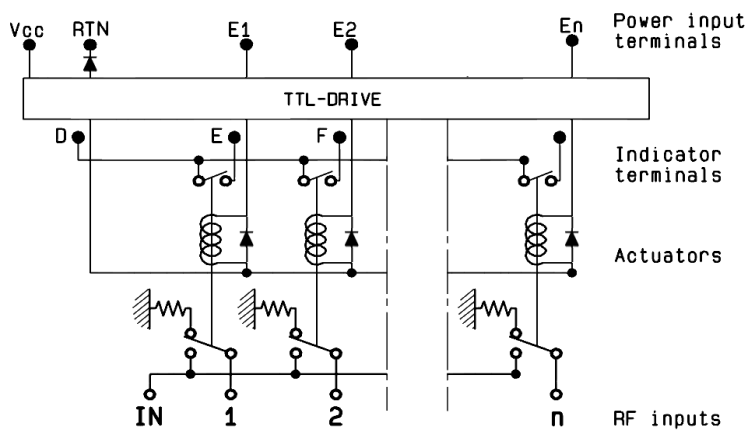 Vcc RTN E1 E2 En Power input
terminals
TTL-DRIVE
D E F Indicator
terminals
Actuators
IN 1 2 n RF inputs